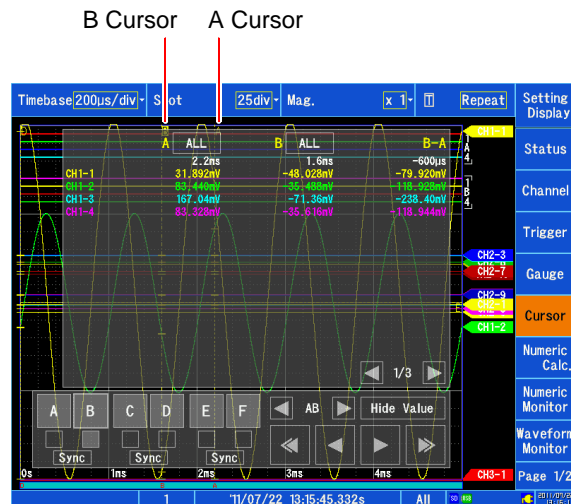 B Cursor A Cursor
Timebase 200μs/div Shot 25div Mag. x 1 T Repeat
Setting Display
Status
Channel
Trigger
Gauge
Cursor
Numeric Calc.
Numeric Monitor
Waveform Monitor
Page 1/2
CH1-1
A ALL B ALL B-A
2.2ms 1.6ms -600μs
CH1-1 31.892mV -48.028mV -79.920mV
CH1-2 83.440mV -35.488mV -118.928mV
CH1-3 167.04mV -71.36mV -238.40mV
CH1-4 83.328mV -35.616mV -118.944mV
A
4
T
B
4
CH2-3
CH2-7
CH2-9
CH1-2
1/3
A B C D E F AB Hide Value
Sync Sync Sync
0s 1ms 2ms 3ms 4ms CH3-1
1 '11/07/22 13:15:45.332s All SD